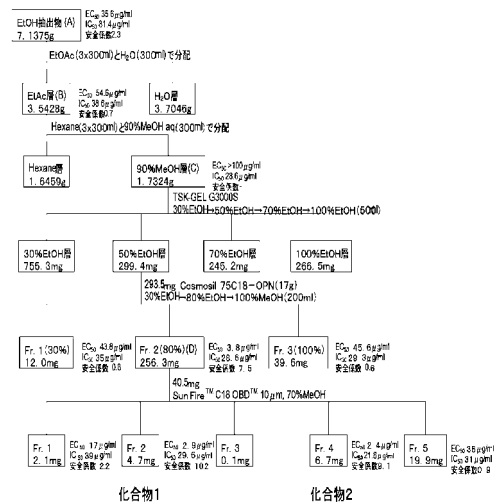 EtOH抽出物(A)
7.1375g
EC50 35.6μg/ml
IC50 81.4μg/ml
安全係数2.3
EtOAc(3x300ml)とH2O(300ml)で分配
EtAc層(B)
3.5428g
EC50 54.5μg/ml
IC50 38.6μg/ml
安全係数0.7
H2O層
3.7046g
Hexane(3x300ml)と90%MeOH aq(300ml)で分配
Hexane層
1.6459g
90%MeOH層(C)
1.7324g
EC50 >100μg/ml
IC50 28.6μg/ml
安全係数-
TSK-GEL G3000S
30%EtOH→50%EtOH→70%EtOH→100%EtOH(500ml)
30%EtOH層
755.3mg
50%EtOH層
299.4mg
70%EtOH層
245.2mg
100%EtOH層
266.5mg
293.5mg Cosmosil 75C18-OPN(17g)
30%EtOH→80%EtOH→100%MeOH(200ml)
Fr. 1(30%)
12.0mg
EC50 43.8μg/ml
IC50 35μg/ml
安全係数 0.8
Fr. 2(80%)(D)
256.3mg
EC50 3.8μg/ml
IC50 28.5μg/ml
安全係数 7.5
Fr. 3(100%)
39.6mg
EC50 45.6μg/ml
IC50 29.3μg/ml
安全係数 0.6
40.5mg
Sun Fire™ C18 OBD™ 10μm, 70%MeOH
Fr. 1
2.1mg
EC50 17μg/ml
IC50 39μg/ml
安全係数 2.2
Fr. 2
4.7mg
EC50 2.9μg/ml
IC50 29.6μg/ml
安全係数 10.2
Fr. 3
0.1mg
Fr. 4
6.7mg
EC50 2.4μg/ml
IC50 21.8μg/ml
安全係数9.1
Fr. 5
19.9mg
EC50 35μg/ml
IC50 31μg/ml
安全係数0.9
化合物1
化合物2